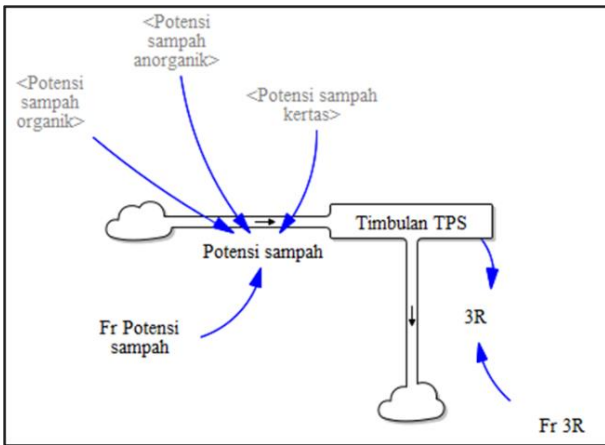 <Potensi
sampah
anorganik>
<Potensi
sampah
organik>
<Potensi sampah
kertas>
Timbulan TPS
Potensi sampah
Fr Potensi
sampah
3R
Fr 3R